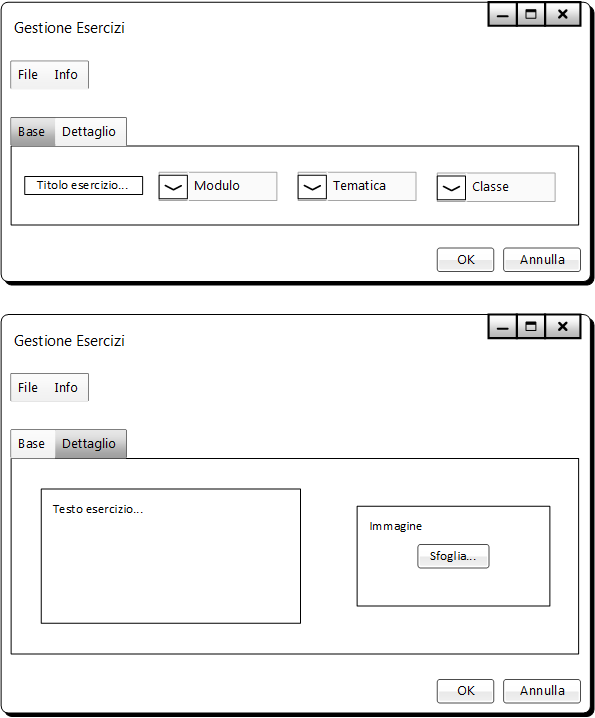 Gestione Esercizi
File Info
Base Dettaglio
Titolo esercizio... Modulo Tematica Classe
OK Annulla
Gestione Esercizi
File Info
Base Dettaglio
Testo esercizio...
Immagine
Sfoglia...
OK Annulla